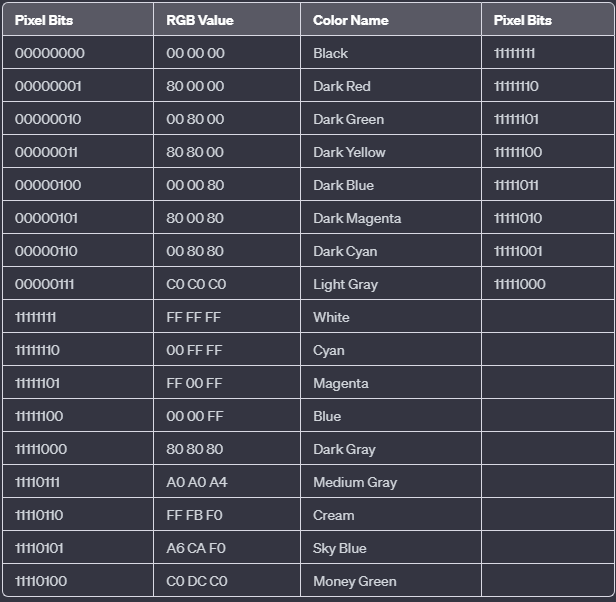 Pixel Bits RGB Value Color Name Pixel Bits
00000000 00 00 00 Black 11111111
00000001 80 00 00 Dark Red 11111110
00000010 00 80 00 Dark Green 11111101
00000011 80 80 00 Dark Yellow 11111100
00000100 00 00 80 Dark Blue 11111011
00000101 80 00 80 Dark Magenta 11111010
00000110 00 80 80 Dark Cyan 11111001
00000111 C0 C0 C0 Light Gray 11111000
11111111 FF FF FF White
11111110 00 FF FF Cyan
11111101 FF 00 FF Magenta
11111100 00 00 FF Blue
11111000 80 80 80 Dark Gray
11110111 A0 A0 A4 Medium Gray
11110110 FF FB F0 Cream
11110101 A6 CA F0 Sky Blue
11110100 C0 DC C0 Money Green